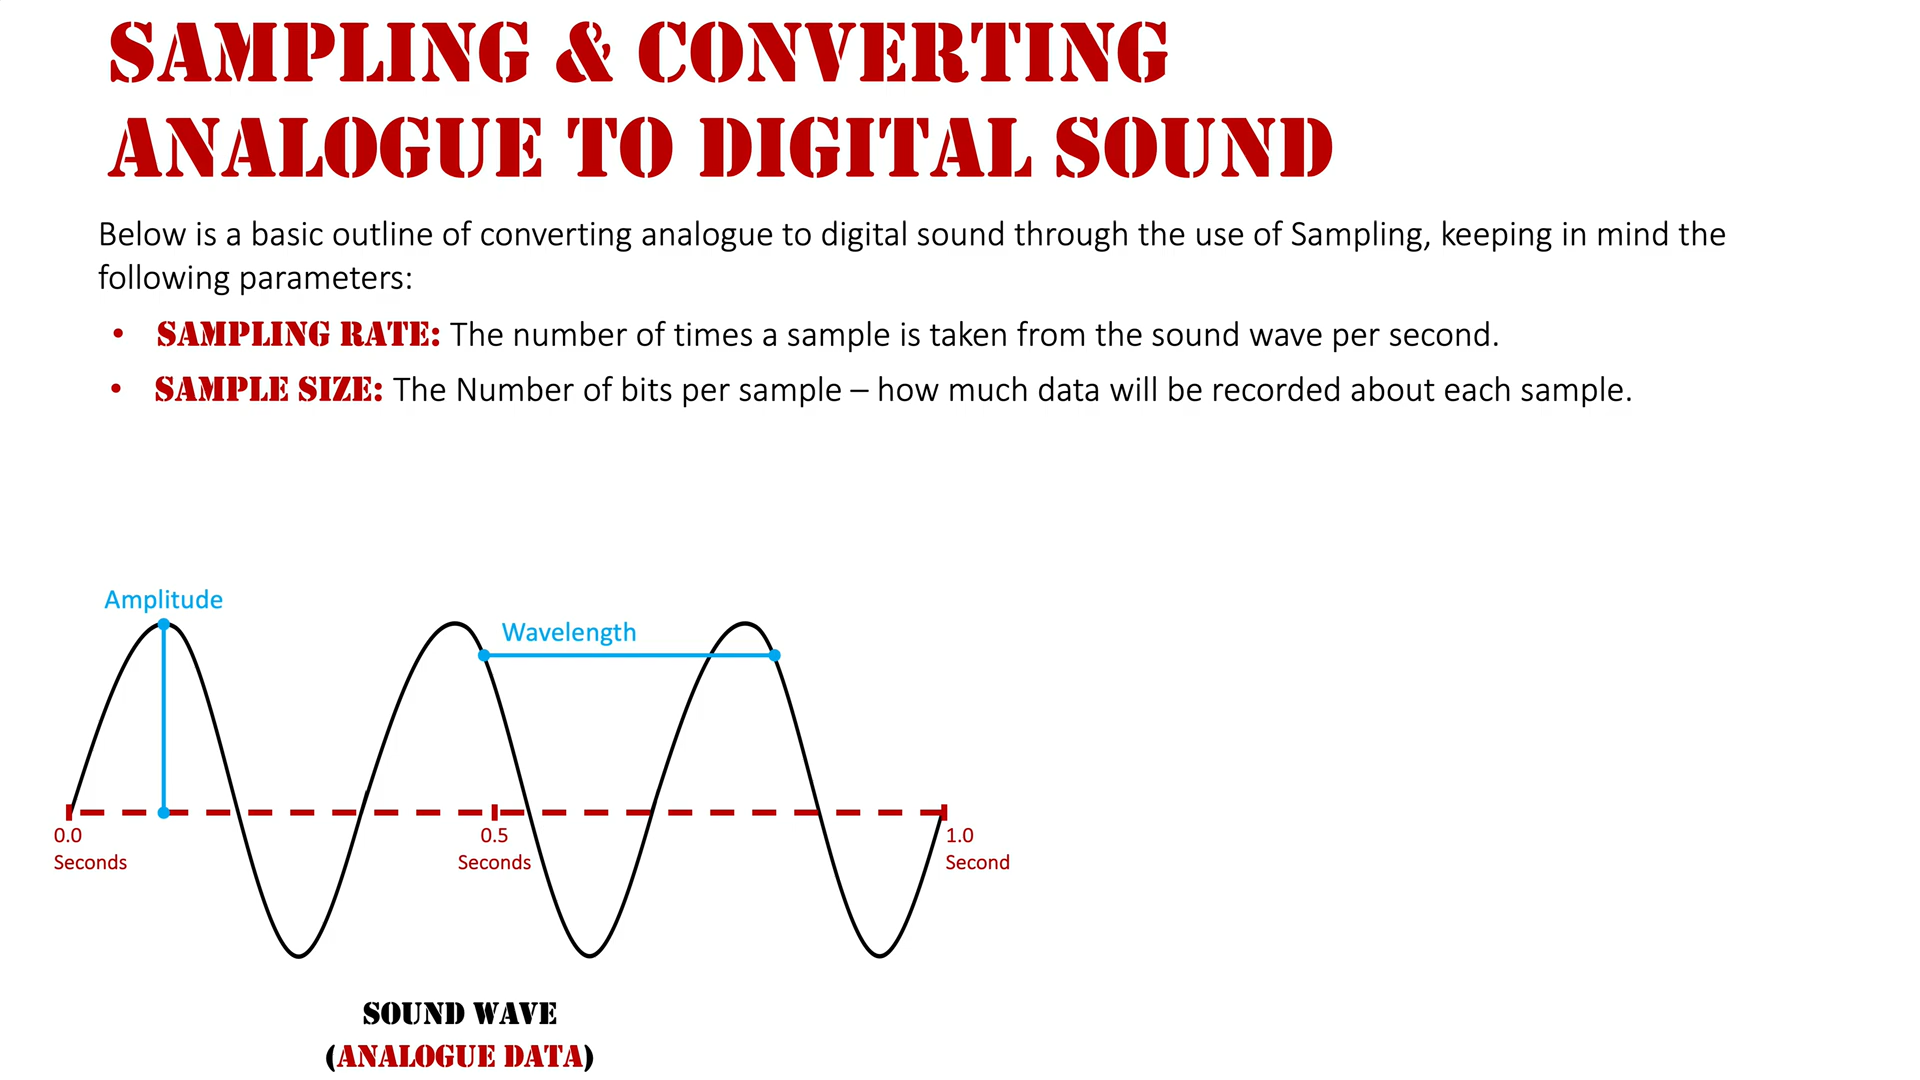 SAMPLING & CONVERTING
ANALOGUE TO DIGITAL SOUND
Below is a basic outline of converting analogue to digital sound through the use of Sampling, keeping in mind the
following parameters:
• SAMPLING RATE: The number of times a sample is taken from the sound wave per second.
• SAMPLE SIZE: The Number of bits per sample – how much data will be recorded about each sample.
Amplitude
Wavelength
0.0
Seconds
0.5
Seconds
1.0
Second
SOUND WAVE
(ANALOGUE DATA)